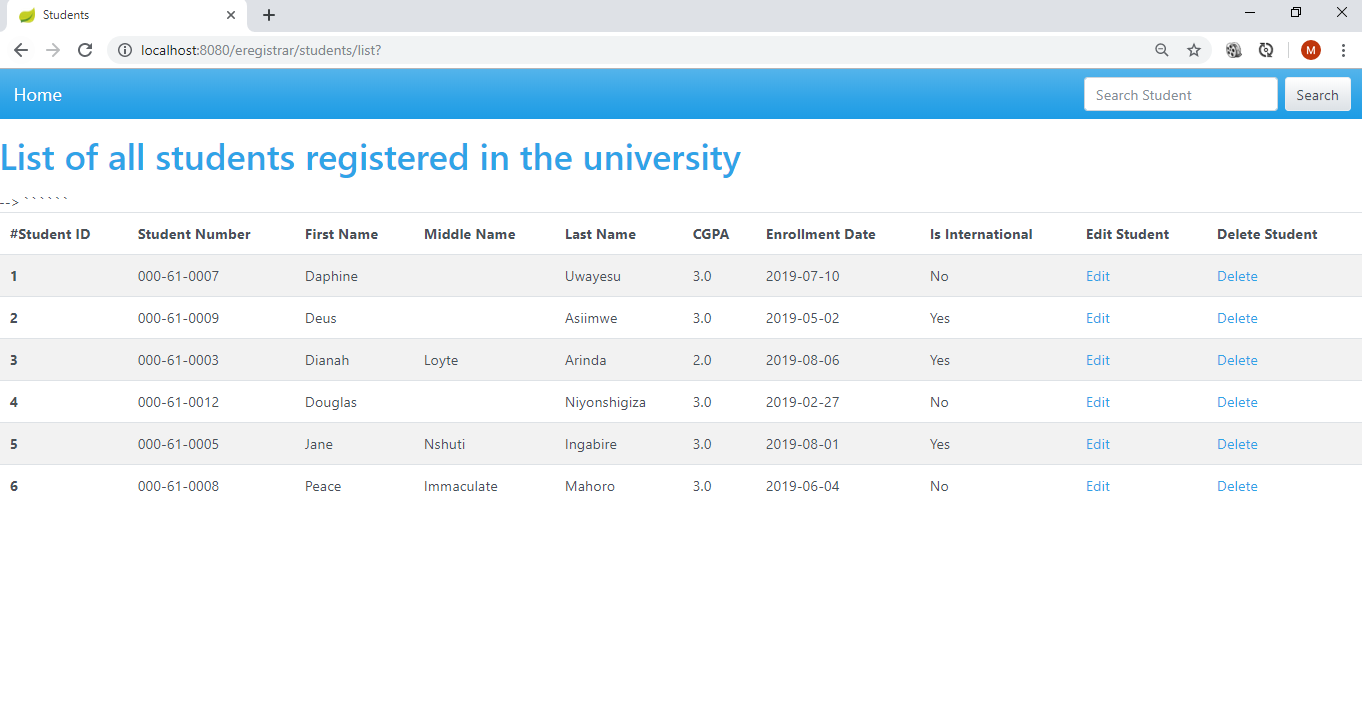 Students
localhost:8080/eregistrar/students/list?
M
Home
Search Student
Search
List of all students registered in the university
--> ``````
#Student ID Student Number First Name Middle Name Last Name CGPA Enrollment Date Is International Edit Student Delete Student
1 000-61-0007 Daphine Uwayesu 3.0 2019-07-10 No Edit Delete
2 000-61-0009 Deus Asiimwe 3.0 2019-05-02 Yes Edit Delete
3 000-61-0003 Dianah Loyte Arinda 2.0 2019-08-06 Yes Edit Delete
4 000-61-0012 Douglas Niyonshigiza 3.0 2019-02-27 No Edit Delete
5 000-61-0005 Jane Nshuti Ingabire 3.0 2019-08-01 Yes Edit Delete
6 000-61-0008 Peace Immaculate Mahoro 3.0 2019-06-04 No Edit Delete